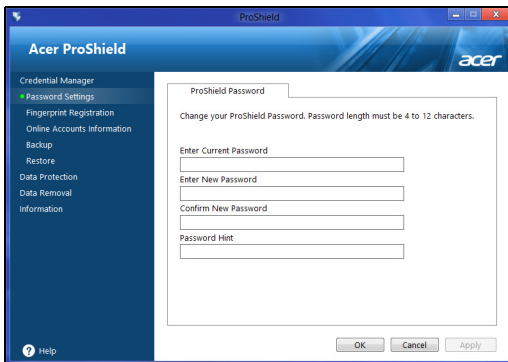 ProShield
Acer ProShield
acer
Credential Manager
Password Settings
Fingerprint Registration
Online Accounts Information
Backup
Restore
Data Protection
Data Removal
Information
Help
ProShield Password
Change your ProShield Password. Password length must be 4 to 12 characters.
Enter Current Password
Enter New Password
Confirm New Password
Password Hint
OK
Cancel
Apply